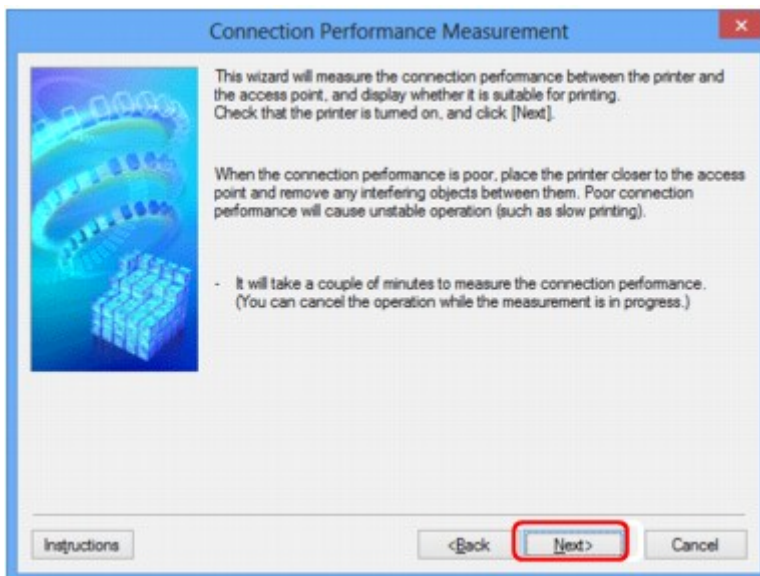 Connection Performance Measurement
This wizard will measure the connection performance between the printer and
the access point, and display whether it is suitable for printing.
Check that the printer is turned on, and click [Next].
When the connection performance is poor, place the printer closer to the access
point and remove any interfering objects between them. Poor connection
performance will cause unstable operation (such as slow printing).
- It will take a couple of minutes to measure the connection performance.
(You can cancel the operation while the measurement is in progress.)
Instructions
<Back
Next>
Cancel